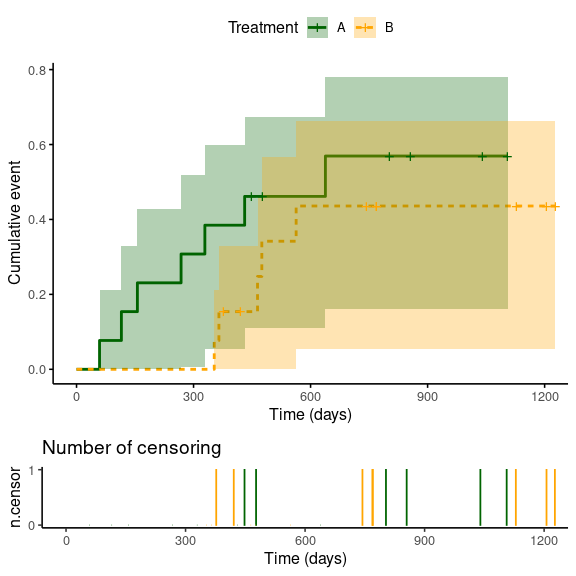 Treatment A B
Cumulative event
0.8
0.6
0.4
0.2
0.0
0 300 600 900 1200
Time (days)
Number of censoring
n.censor
1
0
0 300 600 900 1200
Time (days)